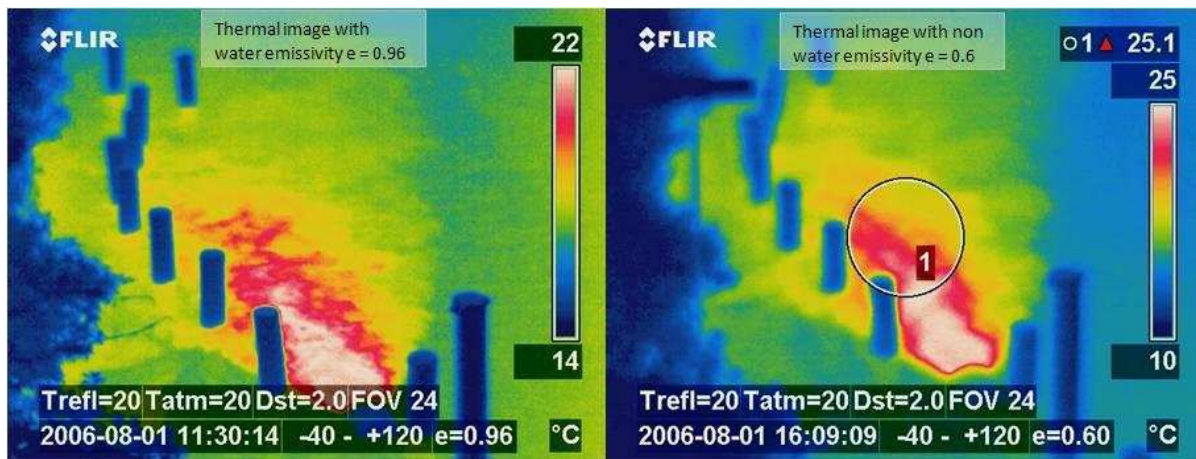 FLIR
Thermal image with
water emissivity e = 0.96
22
14
Trefl=20 Tatm=20 Dst=2.0 FOV 24
2006-08-01 11:30:14 -40 - +120 e=0.96 °C
FLIR
Thermal image with non
water emissivity e = 0.6
1 25.1
25
1
10
Trefl=20 Tatm=20 Dst=2.0 FOV 24
2006-08-01 16:09:09 -40 - +120 e=0.60 °C